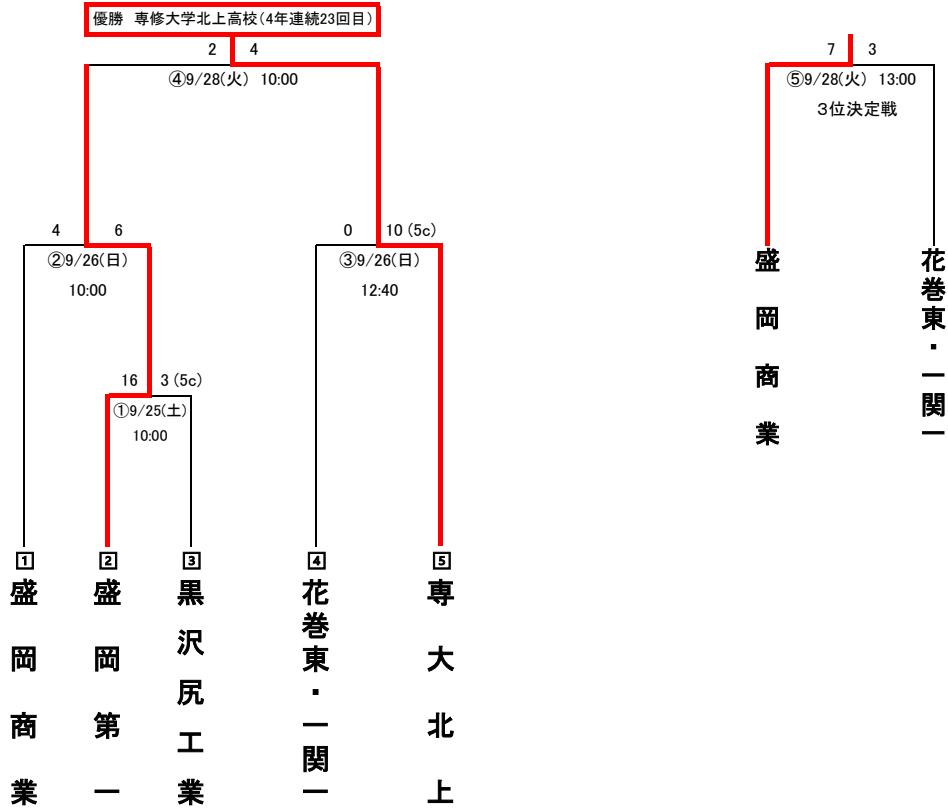 優勝　専修大学北上高校（4年連続23回目）
2 4
④9/28(火) 10:00
7 3
⑤9/28(火) 13:00
3位決定戦
4 6
②9/26(日)
10:00
0 10 (5c)
③9/26(日)
12:40
16 3 (5c)
①9/25(土)
10:00
盛岡商業
花巻東・一関一
1 2 3 4 5
盛岡商業
盛岡第一
黒沢尻工業
花巻東・一関一
専大北上